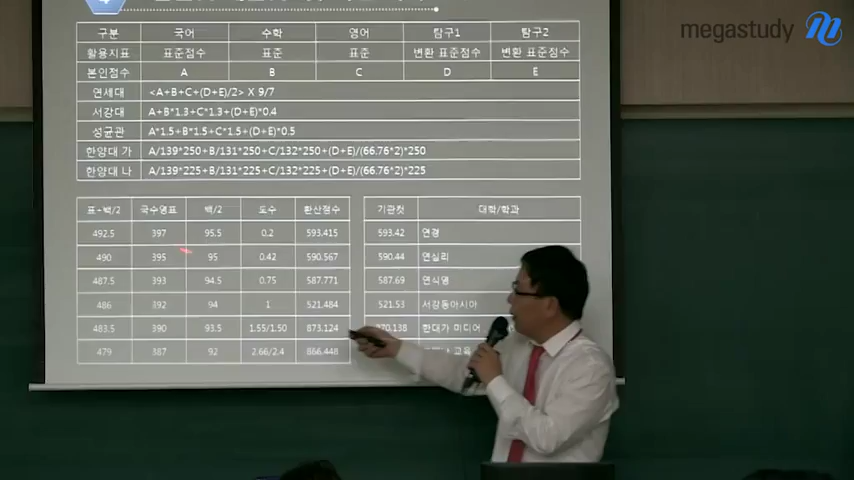 megastudy
구분 국어 수학 영어 탐구1 탐구2
활용지표 표준점수 표준 표준 변환 표준점수 변환 표준점수
본인점수 A B C D E
연세대 <A+B+C+(D+E)/2> X 9/7
서강대 A+B*1.3+C*1.3+(D+E)*0.4
성균관 A*1.5+B*1.5+C*1.5+(D+E)*0.5
한양대 가 A/139*250+B/131*250+C/132*250+(D+E)/(66.76*2)*250
한양대 나 A/139*225+B/131*225+C/132*225+(D+E)/(66.76*2)*225
표+백/2 국수영표 백/2 도수 환산점수
492.5 397 95.5 0.2 593.415
490 395 95 0.42 590.567
487.5 393 94.5 0.75 587.771
486 392 94 1 521.484
483.5 390 93.5 1.55/1.50 873.124
479 387 92 2.66/2.4 866.448
기관컷 대학/학과
593.42 연경
590.44 연심리
587.69 연식영
521.53 서강동아시아
870.138 한대가 미디어
교육